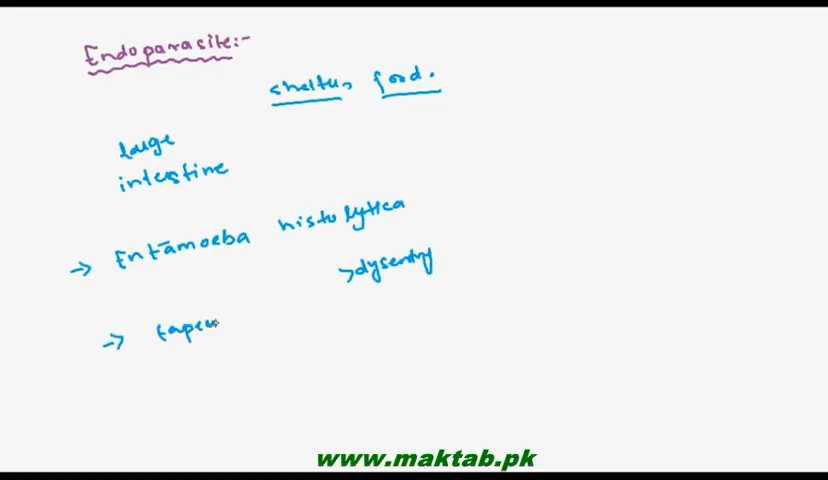 Endoparasite:-
shelter, food.
large
intestine
→ Entamoeba histolytica
> dysentry
→ tapew
www.maktab.pk